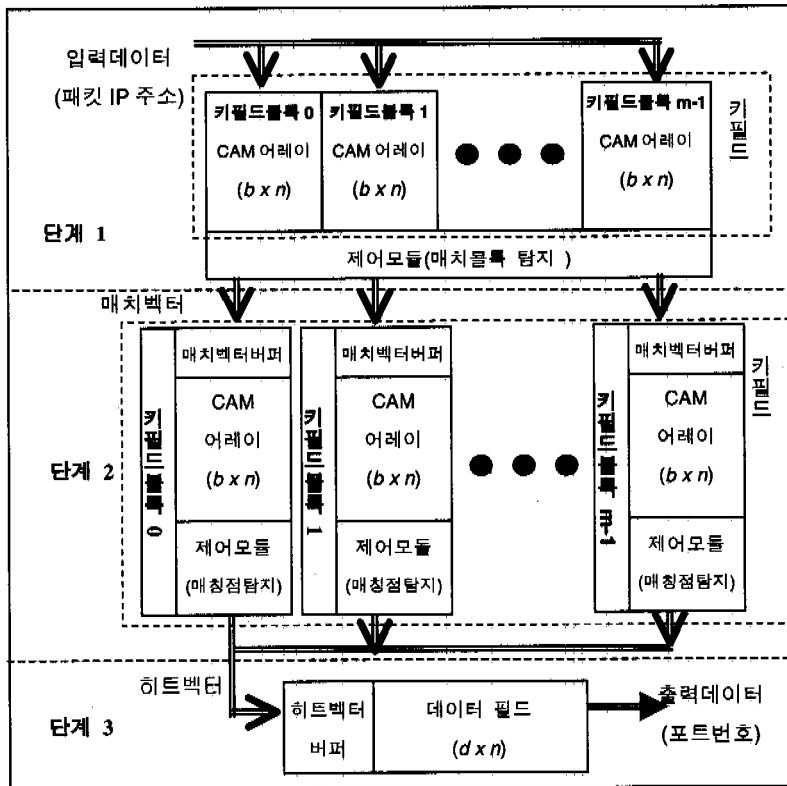 입력데이터
(패킷 IP 주소)
키필드블록 0
CAM 어레이
(b x n)
키필드블록 1
CAM 어레이
(b x n)
키필드블록 m-1
CAM 어레이
(b x n)
키필드
단계 1
제어모듈(매치콜록 탐지 )
매치벡터
키필드블록 0
매치벡터버퍼
CAM
어레이
(b x n)
제어모듈
(매칭점탐지)
키필드블록 1
매치벡터버퍼
CAM
어레이
(b x n)
제어모돌
(매칭점탐지)
키필드블록 m-1
매치벡터버퍼
CAM
어래이
(b x n)
제어모듈
(매칭점탐지)
키필드
단계 2
히트벡터
단계 3
히트벡터
버퍼
데이터 필드
(d x n)
출력데이터
(포트번호)